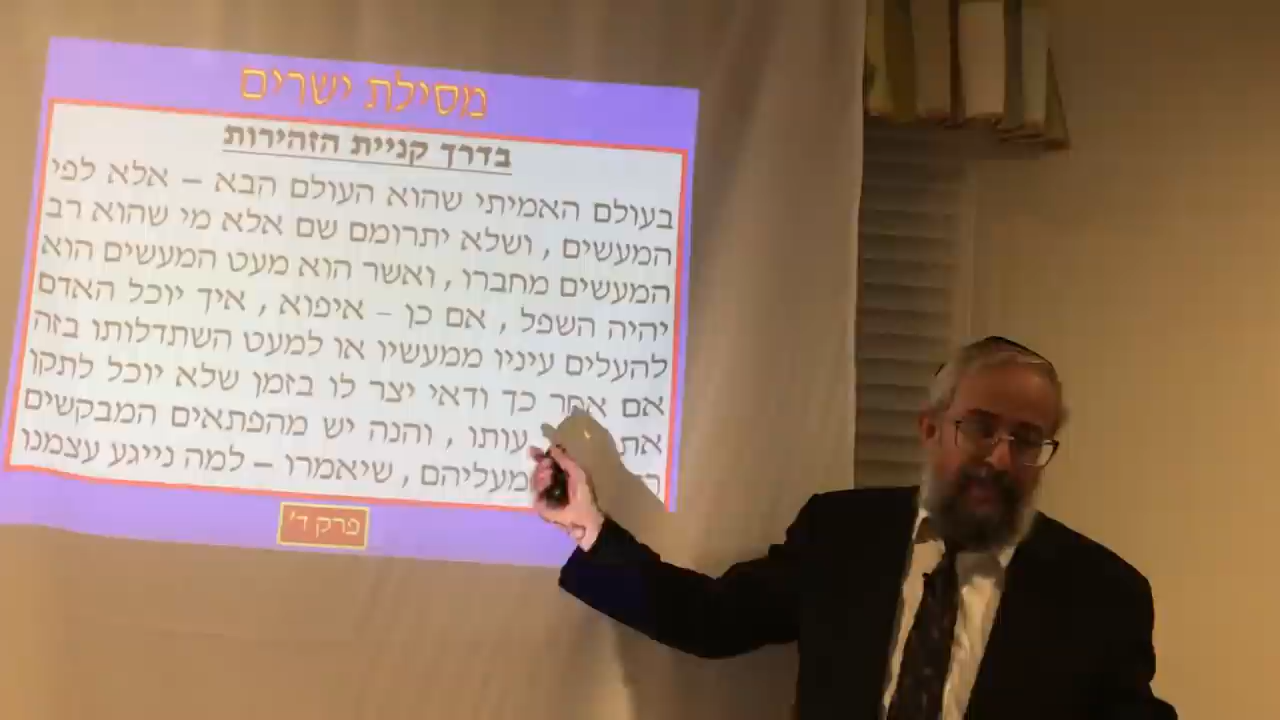 מסילת ישרים
בדרך קניית הזהירות
בעולם האמיתי שהוא העולם הבא – אלא לפי
המעשים , ושלא יתרומם שם אלא מי שהוא רב
המעשים מחברו , ואשר הוא מעט המעשים הוא
יהיה השפל , אם כן – איפוא , איך יוכל האדם
להעלים עיניו ממעשיו או למעט השתדלותו בזה
אם אחר כך ודאי יצר לו בזמן שלא יוכל לתקן
את עותו , והנה יש מהפתאים המבקשים
מעליהם , שיאמרו – למה נייגע עצמנו
פרק ד'